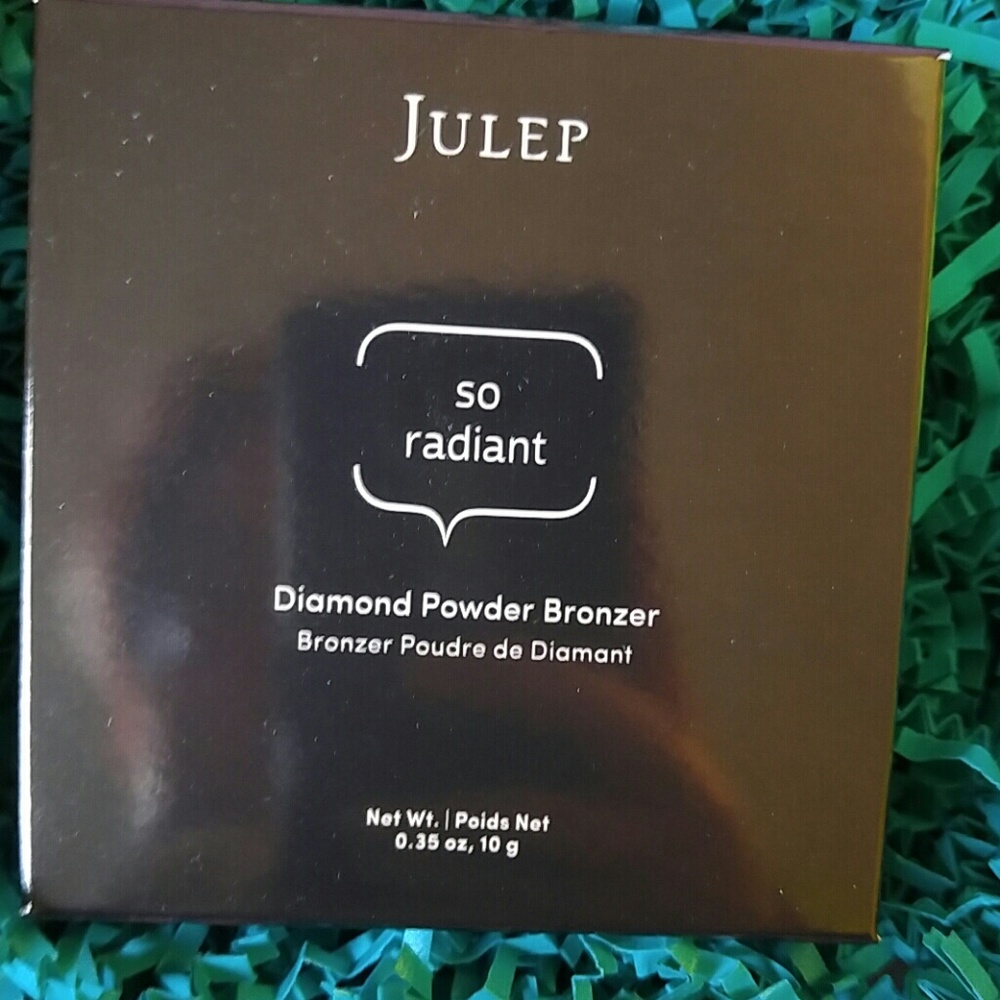 JULEP
so
radiant
Diamond Powder Bronzer
Bronzer Poudre de Diamant
Net Wt. | Poids Net
0.35 oz, 10 g